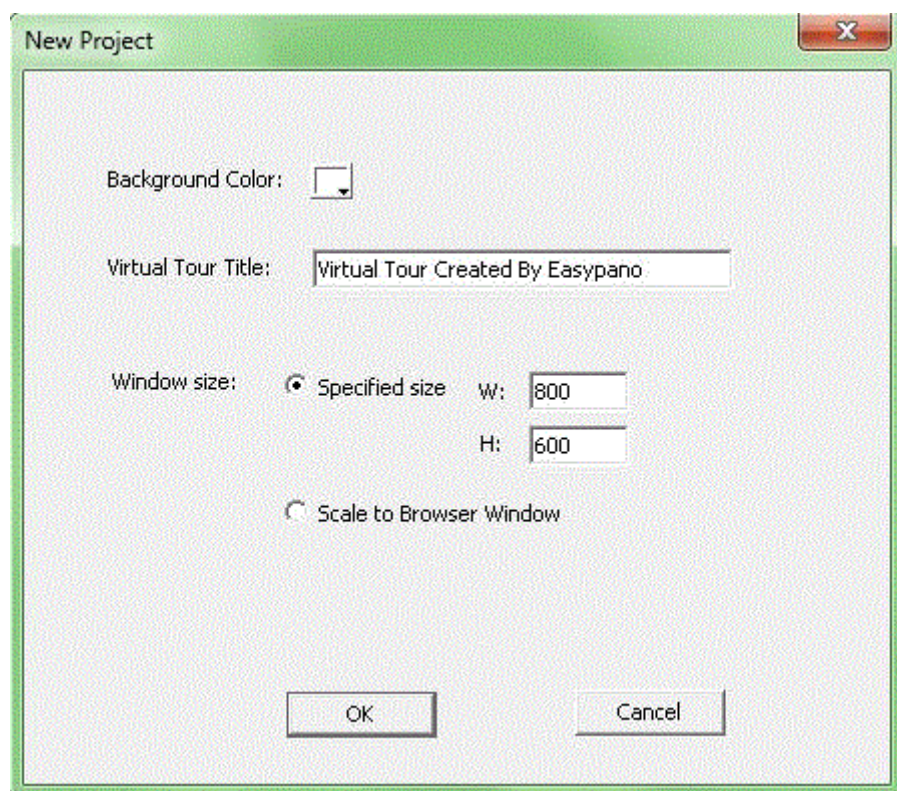 New Project
Background Color:
Virtual Tour Title: Virtual Tour Created By Easypano
Window size: Specified size W: 800
H: 600
Scale to Browser Window
OK Cancel